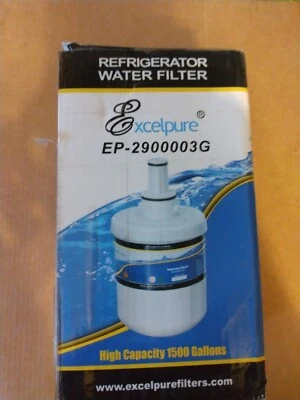 REFRIGERATOR
WATER FILTER
Excelpure®
EP-2900003G
High Capacity 1500 Gallons
www.excelpurefilters.com